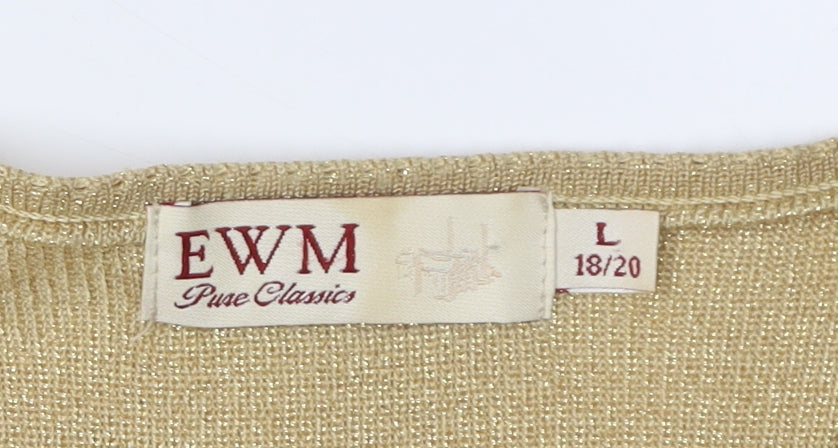 EWM
Pure Classics
L
18/20